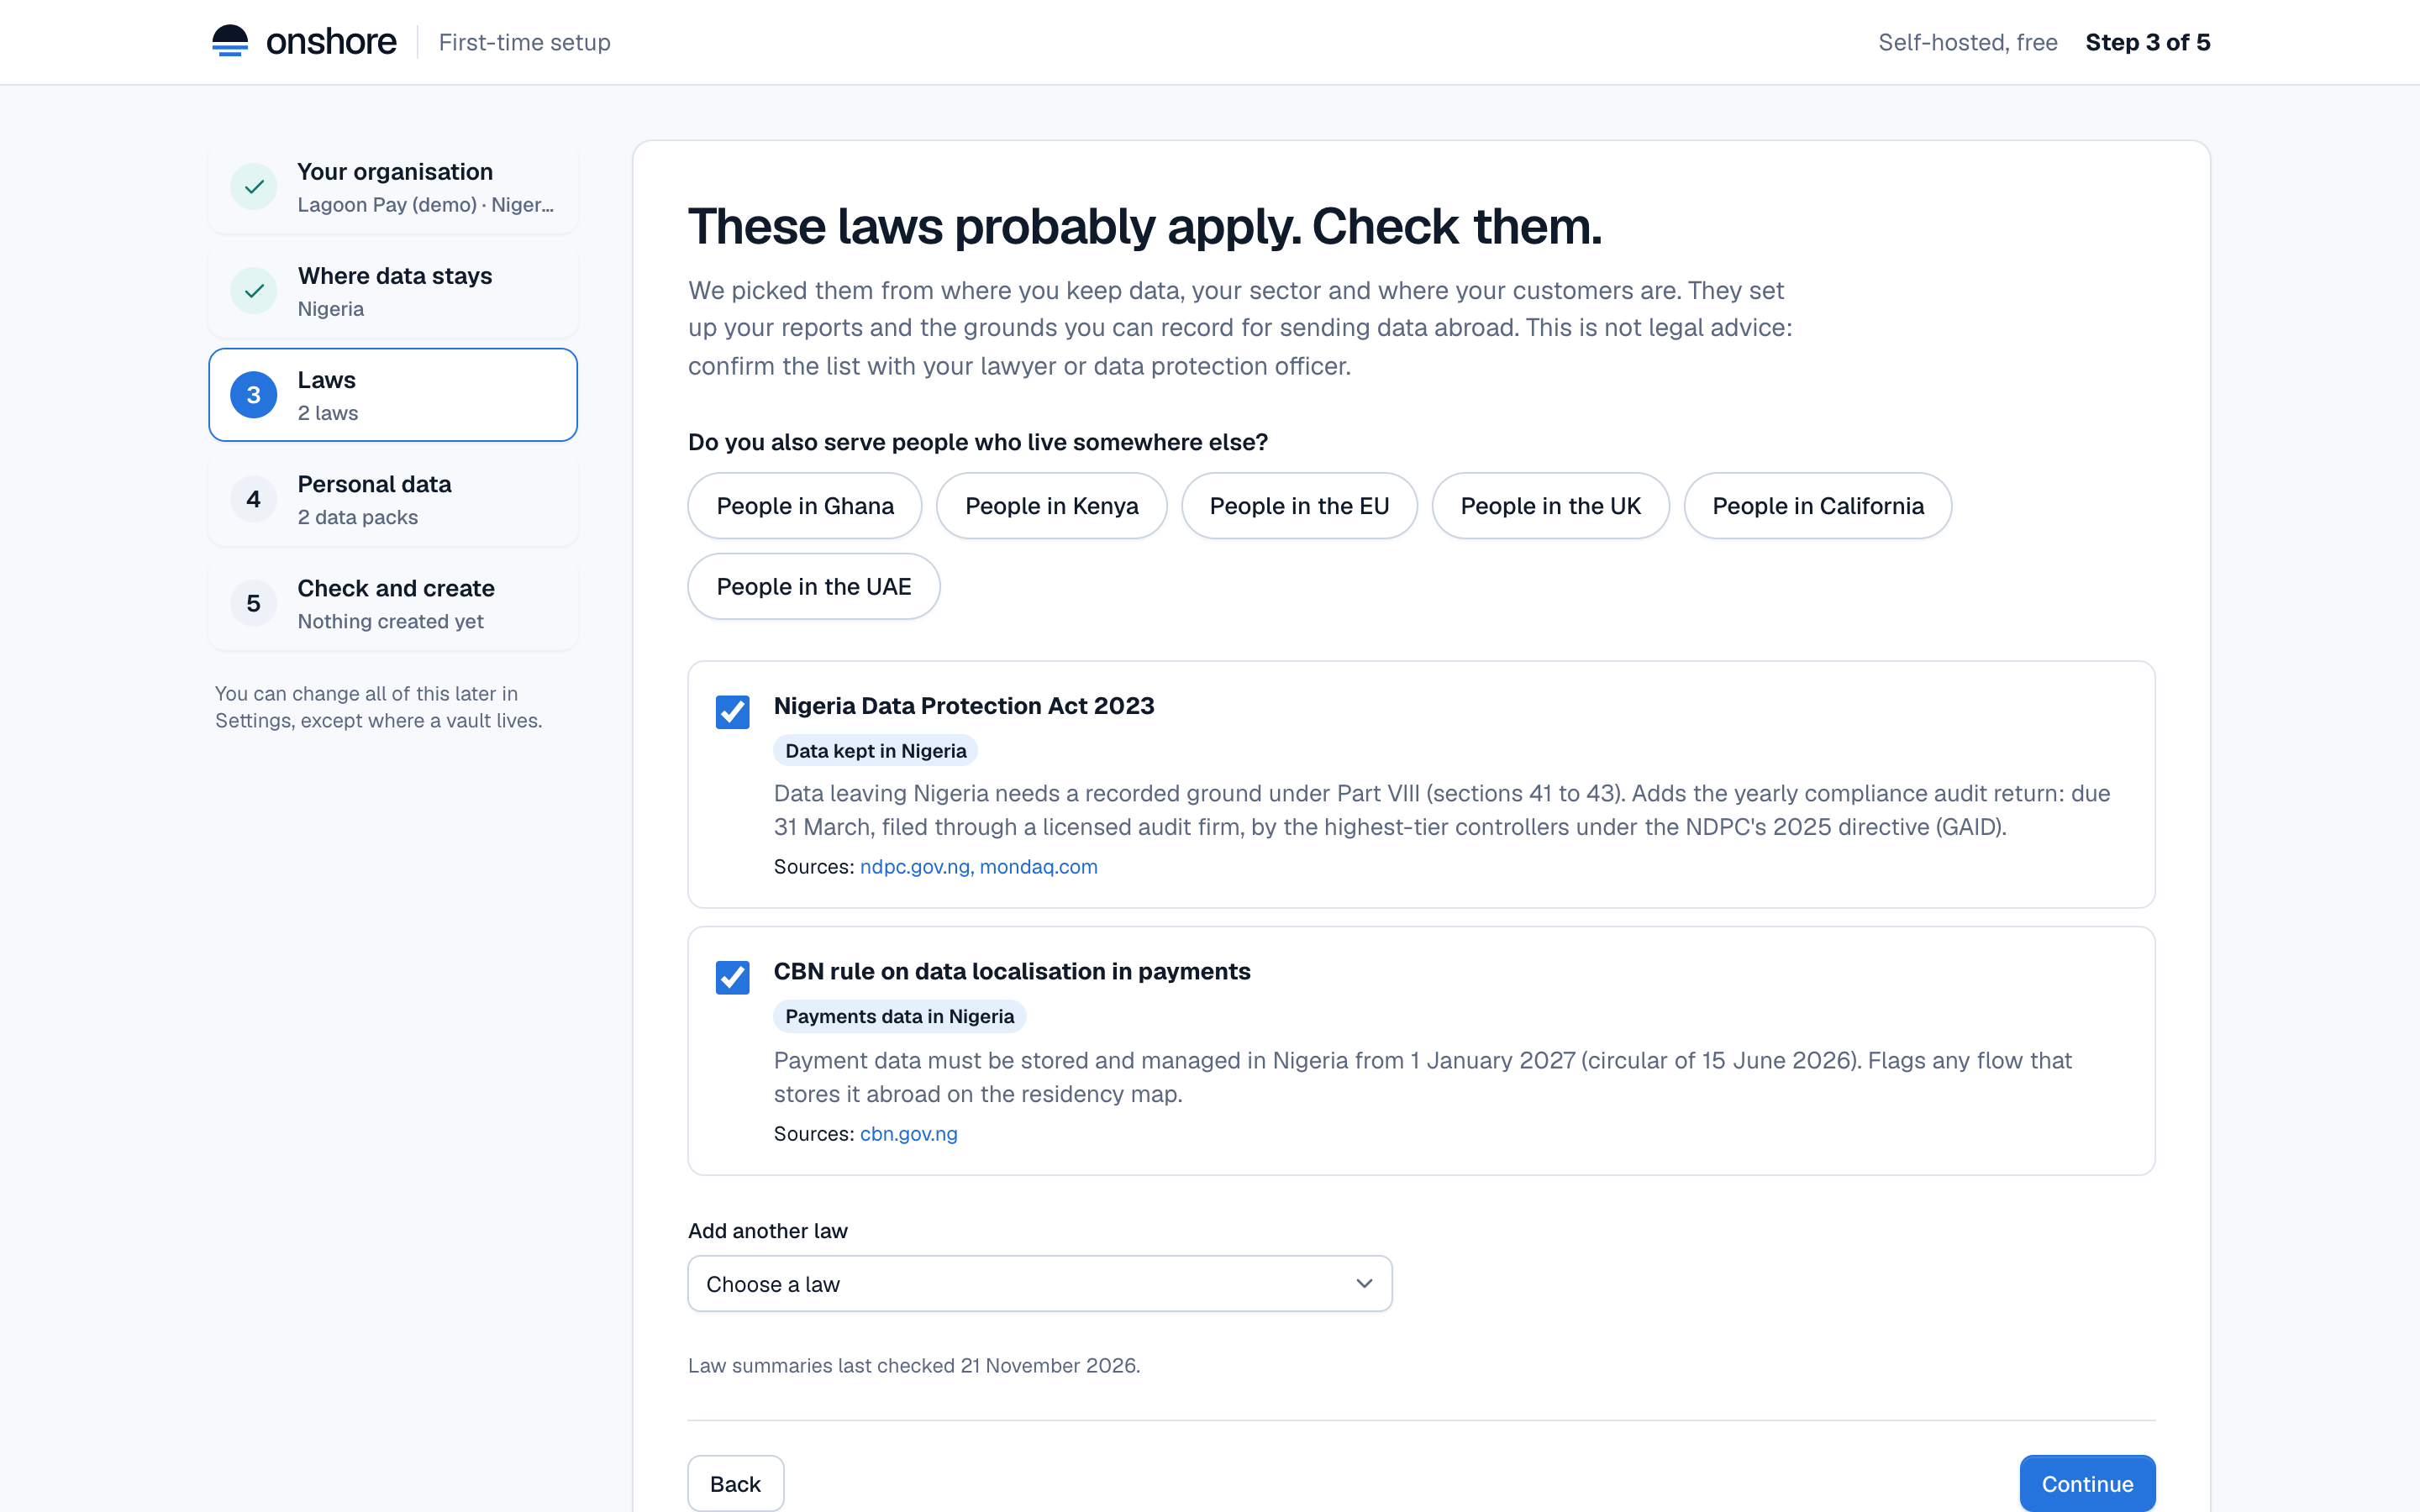 onshore
First-time setup
Self-hosted, free
Step 3 of 5
Your organisation
Lagoon Pay (demo) · Niger...
Where data stays
Nigeria
3
Laws
2 laws
4
Personal data
2 data packs
5
Check and create
Nothing created yet
You can change all of this later in
Settings, except where a vault lives.
These laws probably apply. Check them.
We picked them from where you keep data, your sector and where your customers are. They set
up your reports and the grounds you can record for sending data abroad. This is not legal advice:
confirm the list with your lawyer or data protection officer.
Do you also serve people who live somewhere else?
People in Ghana
People in Kenya
People in the EU
People in the UK
People in California
People in the UAE
Nigeria Data Protection Act 2023
Data kept in Nigeria
Data leaving Nigeria needs a recorded ground under Part VIII (sections 41 to 43). Adds the yearly compliance audit return: due
31 March, filed through a licensed audit firm, by the highest-tier controllers under the NDPC's 2025 directive (GAID).
Sources: ndpc.gov.ng, mondaq.com
CBN rule on data localisation in payments
Payments data in Nigeria
Payment data must be stored and managed in Nigeria from 1 January 2027 (circular of 15 June 2026). Flags any flow that
stores it abroad on the residency map.
Sources: cbn.gov.ng
Add another law
Choose a law
Law summaries last checked 21 November 2026.
Back
Continue